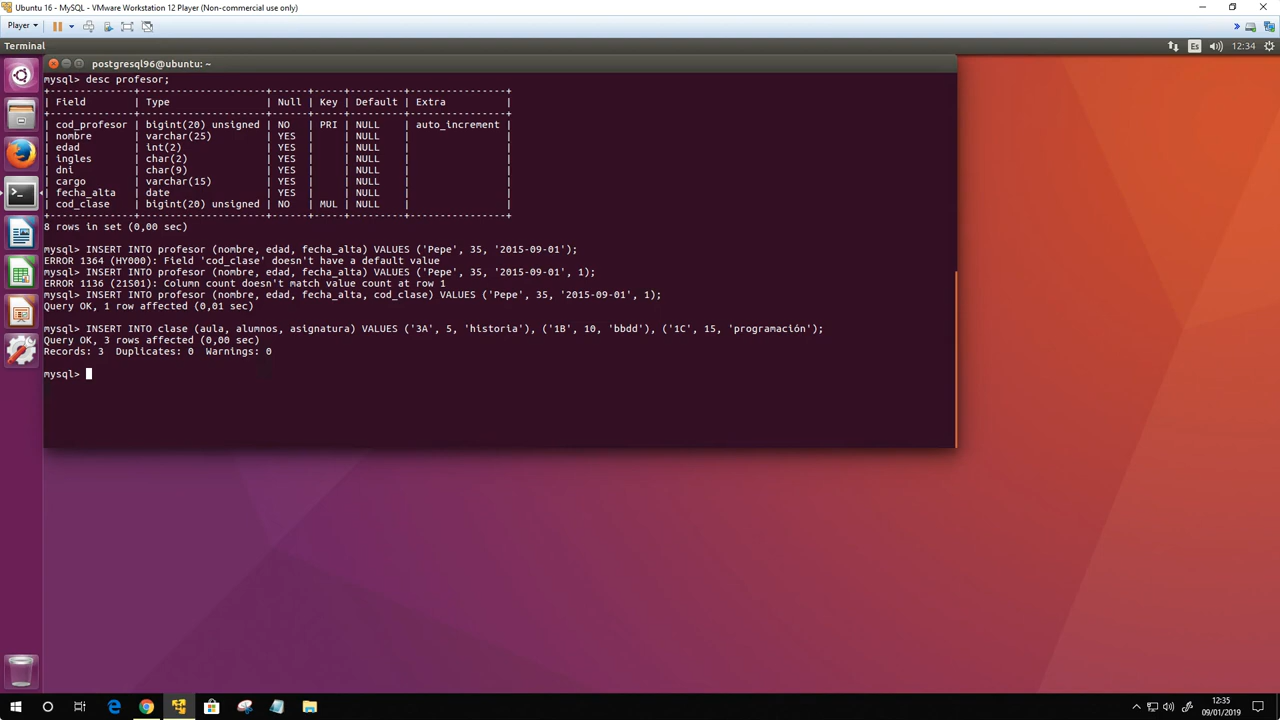 Ubuntu 16 - MySQL - VMware Workstation 12 Player (Non-commercial use only)
Player
Terminal
Es
12:34
postgresql96@ubuntu: ~
mysql> desc profesor;
+--------------+---------------------+------+-----+---------+----------------+
| Field        | Type                | Null | Key | Default | Extra          |
+--------------+---------------------+------+-----+---------+----------------+
| cod_profesor | bigint(20) unsigned | NO   | PRI | NULL    | auto_increment |
| nombre       | varchar(25)         | YES  |     | NULL    |                |
| edad         | int(2)              | YES  |     | NULL    |                |
| ingles       | char(2)             | YES  |     | NULL    |                |
| dni          | char(9)             | YES  |     | NULL    |                |
| cargo        | varchar(15)         | YES  |     | NULL    |                |
| fecha_alta   | date                | YES  |     | NULL    |                |
| cod_clase    | bigint(20) unsigned | NO   | MUL | NULL    |                |
+--------------+---------------------+------+-----+---------+----------------+
8 rows in set (0,00 sec)
mysql> INSERT INTO profesor (nombre, edad, fecha_alta) VALUES ('Pepe', 35, '2015-09-01');
ERROR 1364 (HY000): Field 'cod_clase' doesn't have a default value
mysql> INSERT INTO profesor (nombre, edad, fecha_alta) VALUES ('Pepe', 35, '2015-09-01', 1);
ERROR 1136 (21S01): Column count doesn't match value count at row 1
mysql> INSERT INTO profesor (nombre, edad, fecha_alta, cod_clase) VALUES ('Pepe', 35, '2015-09-01', 1);
Query OK, 1 row affected (0,01 sec)
mysql> INSERT INTO clase (aula, alumnos, asignatura) VALUES ('3A', 5, 'historia'), ('1B', 10, 'bbdd'), ('1C', 15, 'programación');
Query OK, 3 rows affected (0,00 sec)
Records: 3  Duplicates: 0  Warnings: 0
mysql>
12:35
09/01/2019